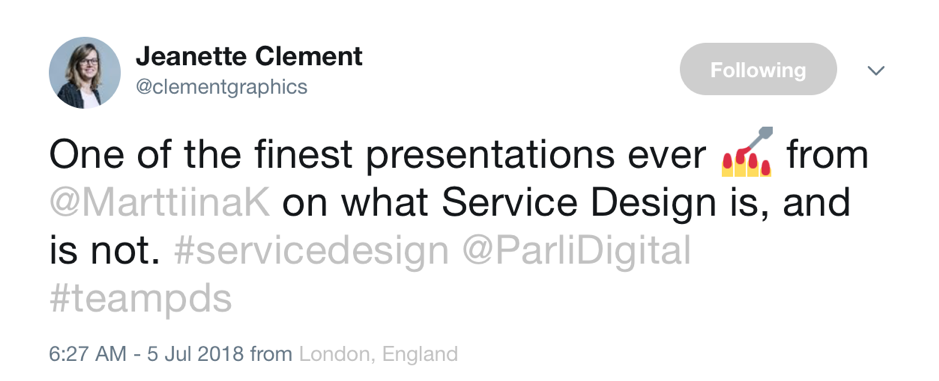 Jeanette Clement
@clementgraphics
Following
One of the finest presentations ever 💅 from
@MarttiinaK on what Service Design is, and
is not. #servicedesign @ParliDigital
#teampds
6:27 AM - 5 Jul 2018 from London, England